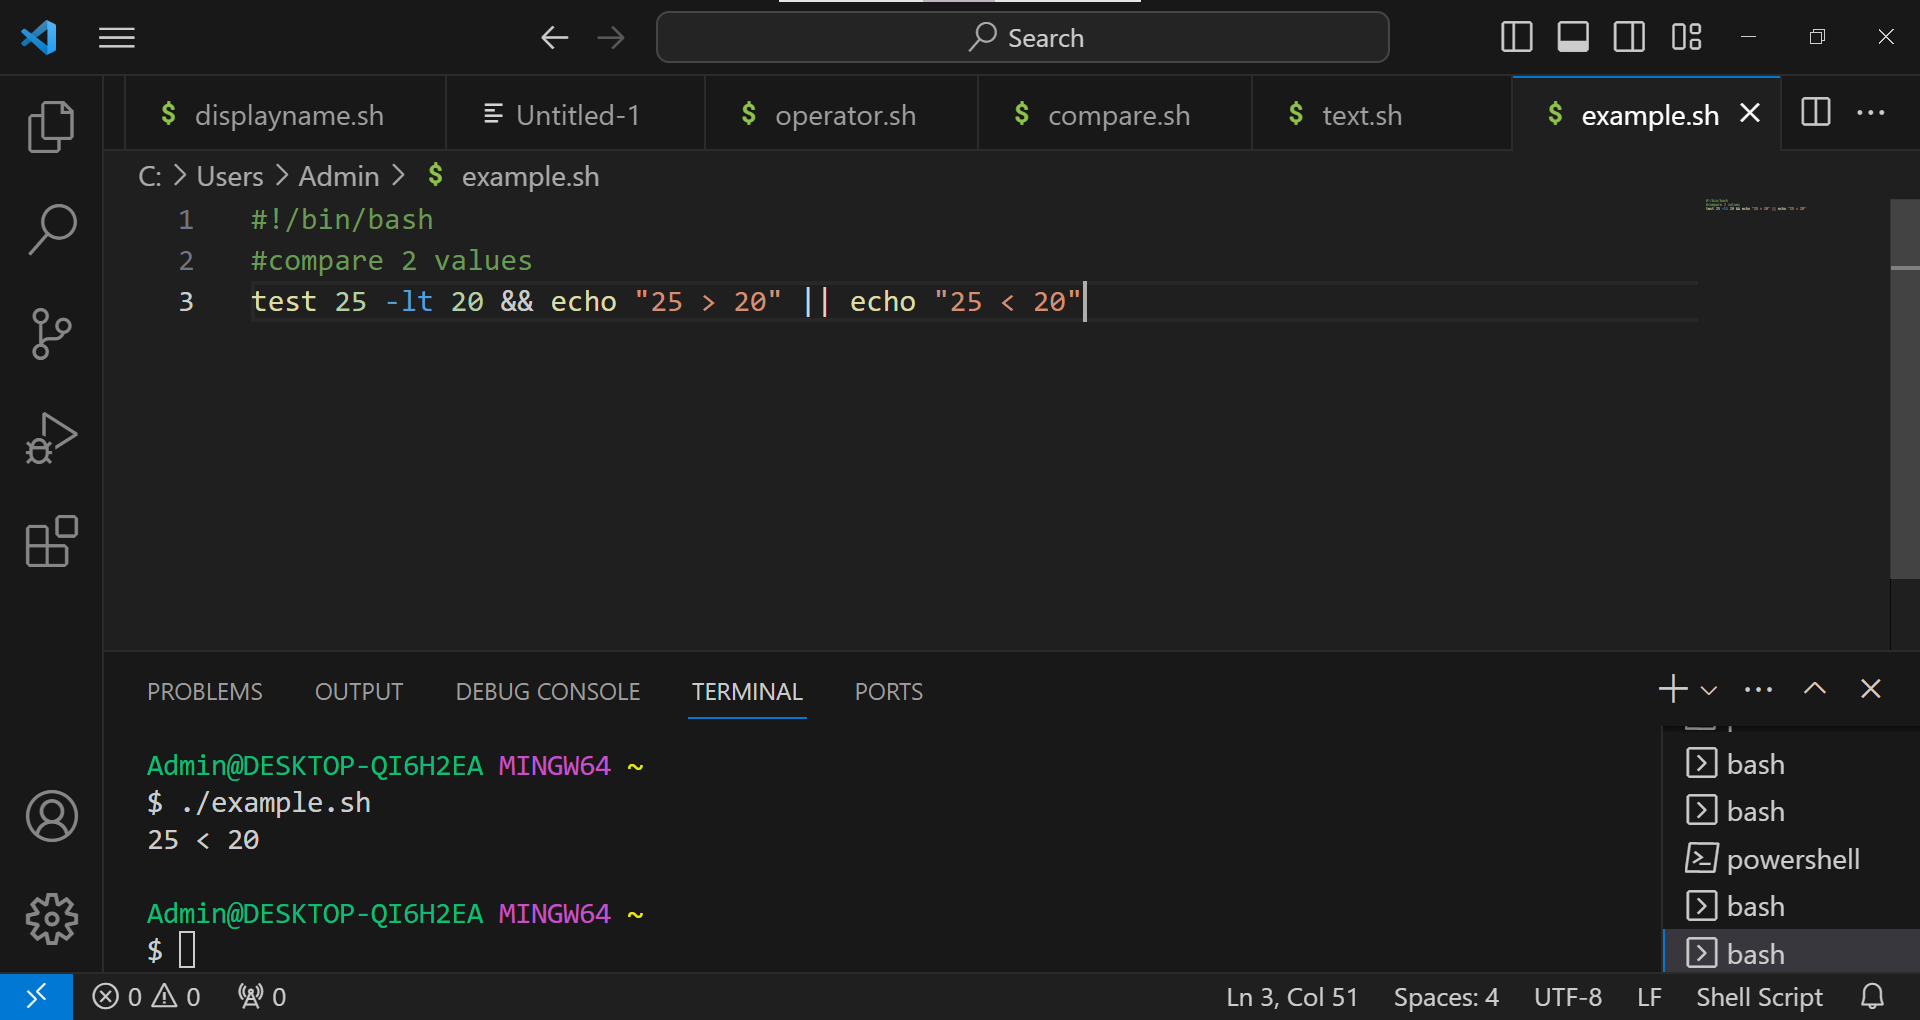 Search
$ displayname.sh
Untitled-1
$ operator.sh
$ compare.sh
$ text.sh
$ example.sh
C: > Users > Admin > $ example.sh
1 #!/bin/bash
2 #compare 2 values
3 test 25 -lt 20 && echo "25 > 20" || echo "25 < 20"
PROBLEMS OUTPUT DEBUG CONSOLE TERMINAL PORTS
Admin@DESKTOP-QI6H2EA MINGW64 ~
$ ./example.sh
25 < 20
Admin@DESKTOP-QI6H2EA MINGW64 ~
$
bash
bash
powershell
bash
bash
0 0 0 Ln 3, Col 51 Spaces: 4 UTF-8 LF Shell Script